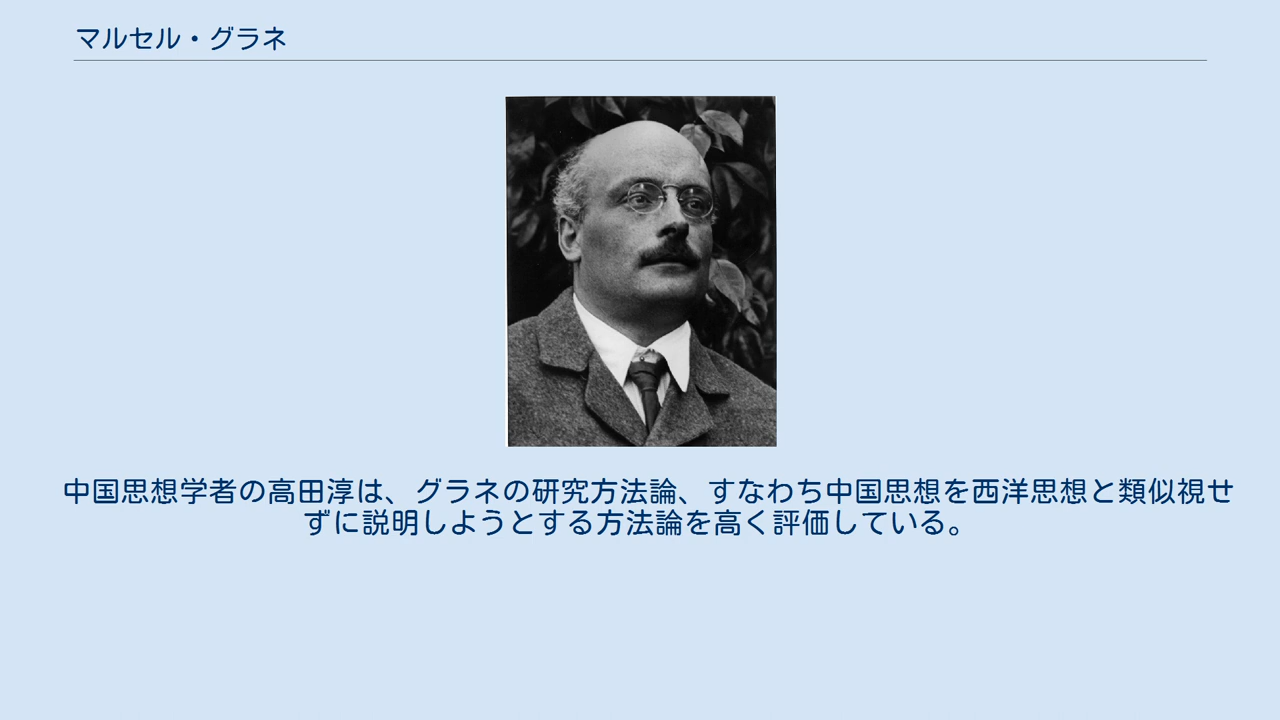 マルセル・グラネ
中国思想学者の高田淳は、グラネの研究方法論、すなわち中国思想を西洋思想と類似視せ
ずに説明しようとする方法論を高く評価している。